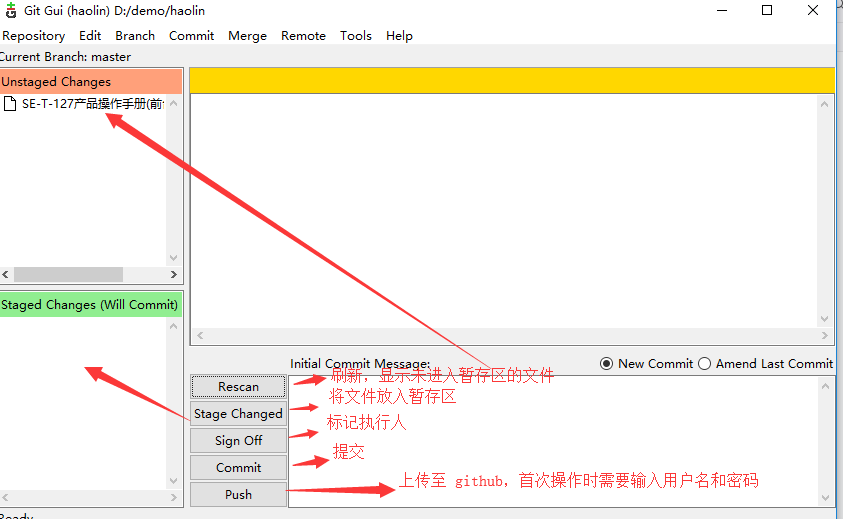 Git Gui (haolin) D:/demo/haolin
Repository Edit Branch Commit Merge Remote Tools Help
Current Branch: master
Unstaged Changes
SE-T-127产品操作手册(前
Staged Changes (Will Commit)
Initial Commit Message:
New Commit
Amend Last Commit
Rescan
刷新，显示未进入暂存区的文件
Stage Changed
将文件放入暂存区
Sign Off
标记执行人
Commit
提交
Push
上传至 github，首次操作时需要输入用户名和密码